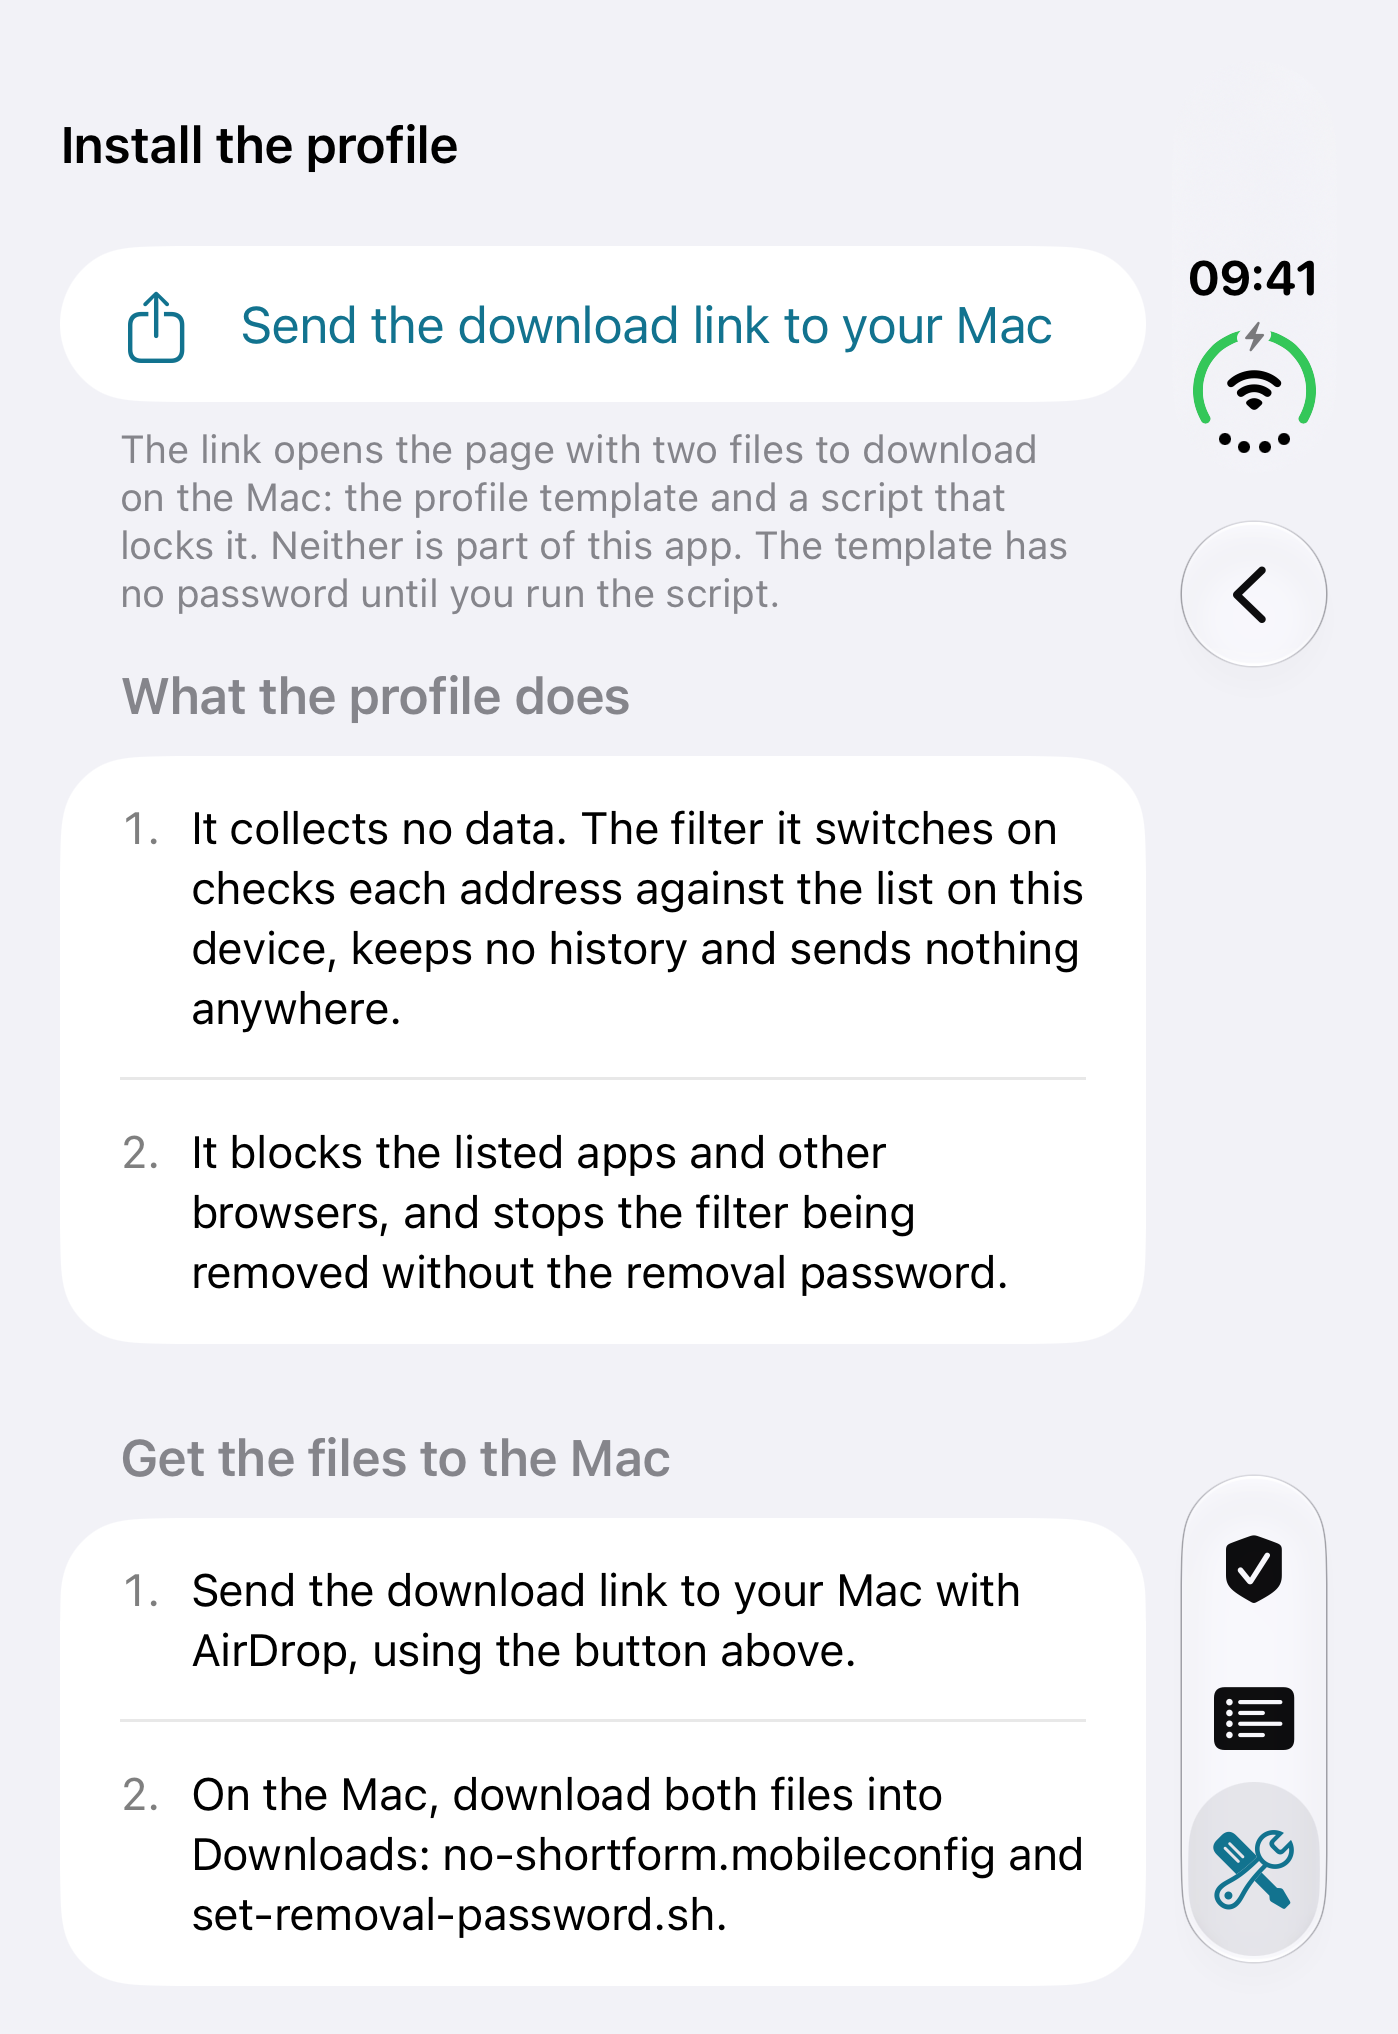 Install the profile
09:41
Send the download link to your Mac
The link opens the page with two files to download
on the Mac: the profile template and a script that
locks it. Neither is part of this app. The template has
no password until you run the script.
What the profile does
1. It collects no data. The filter it switches on
checks each address against the list on this
device, keeps no history and sends nothing
anywhere.
2. It blocks the listed apps and other
browsers, and stops the filter being
removed without the removal password.
Get the files to the Mac
1. Send the download link to your Mac with
AirDrop, using the button above.
2. On the Mac, download both files into
Downloads: no-shortform.mobileconfig and
set-removal-password.sh.